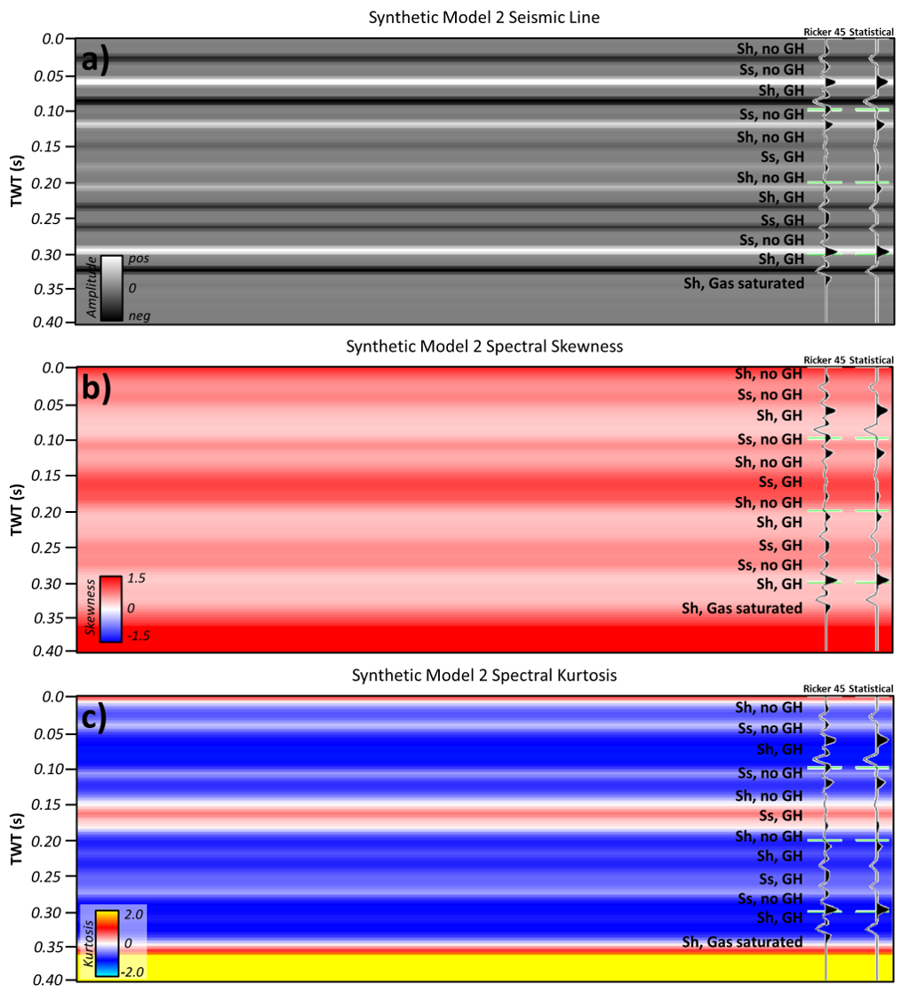 Synthetic Model 2 Seismic Line
Ricker 45 Statistical
a)
TWT (s)
0.0
0.05
0.10
0.15
0.20
0.25
0.30
0.35
0.40
Sh, no GH
Ss, no GH
Sh, GH
Ss, no GH
Sh, no GH
Ss, GH
Sh, no GH
Sh, GH
Ss, GH
Ss, no GH
Sh, GH
Sh, Gas saturated
Amplitude
pos
0
neg
Synthetic Model 2 Spectral Skewness
Ricker 45 Statistical
b)
TWT (s)
0.0
0.05
0.10
0.15
0.20
0.25
0.30
0.35
0.40
Sh, no GH
Ss, no GH
Sh, GH
Ss, no GH
Sh, no GH
Ss, GH
Sh, no GH
Sh, GH
Ss, GH
Ss, no GH
Sh, GH
Sh, Gas saturated
Skewness
1.5
0
-1.5
Synthetic Model 2 Spectral Kurtosis
Ricker 45 Statistical
c)
TWT (s)
0.0
0.05
0.10
0.15
0.20
0.25
0.30
0.35
0.40
Sh, no GH
Ss, no GH
Sh, GH
Ss, no GH
Sh, no GH
Ss, GH
Sh, no GH
Sh, GH
Ss, GH
Ss, no GH
Sh, GH
Sh, Gas saturated
Kurtosis
2.0
0
-2.0